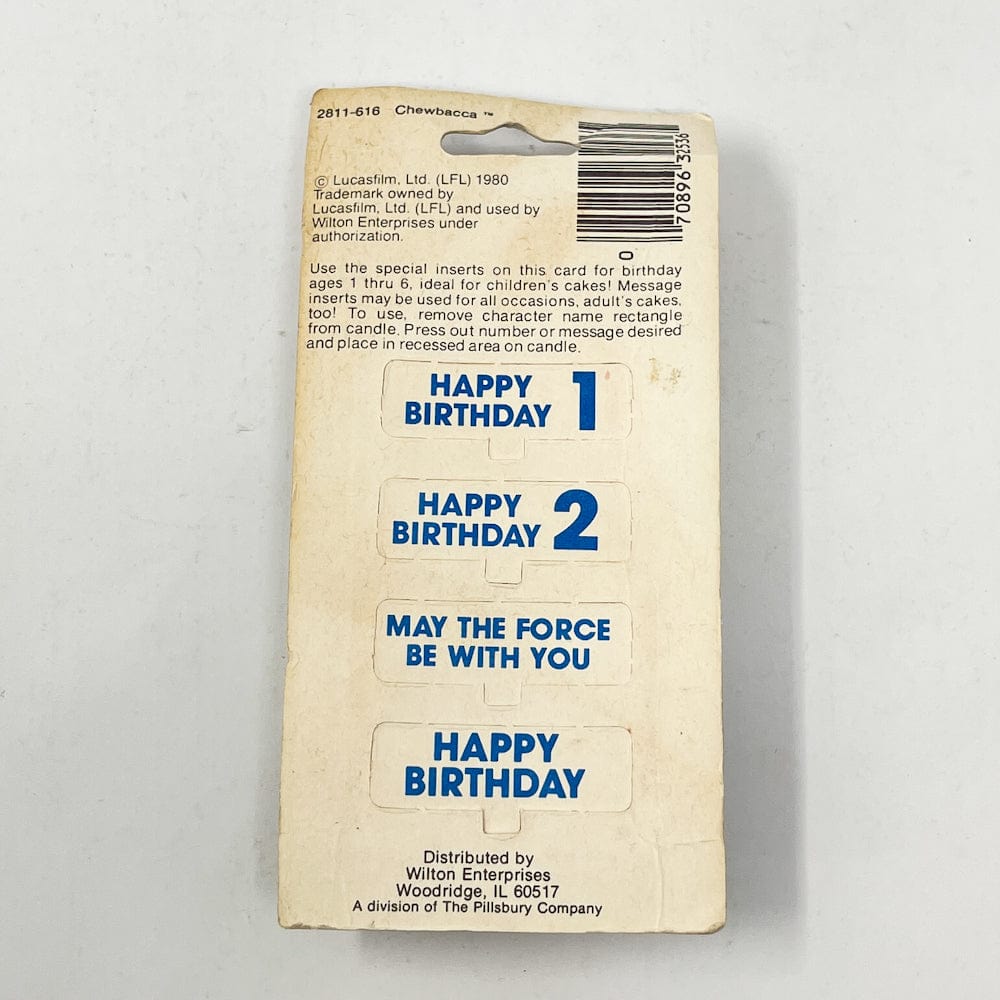 2811-616 Chewbacca ™
© Lucasfilm, Ltd. (LFL) 1980
Trademark owned by
Lucasfilm, Ltd. (LFL) and used by
Wilton Enterprises under
authorization.
0 70896 32536
Use the special inserts on this card for birthday
ages 1 thru 6, ideal for children's cakes! Message
inserts may be used for all occasions, adult's cakes,
too! To use, remove character name rectangle
from candle. Press out number or message desired
and place in recessed area on candle.
HAPPY
BIRTHDAY 1
HAPPY
BIRTHDAY 2
MAY THE FORCE
BE WITH YOU
HAPPY
BIRTHDAY
Distributed by
Wilton Enterprises
Woodridge, IL 60517
A division of The Pillsbury Company